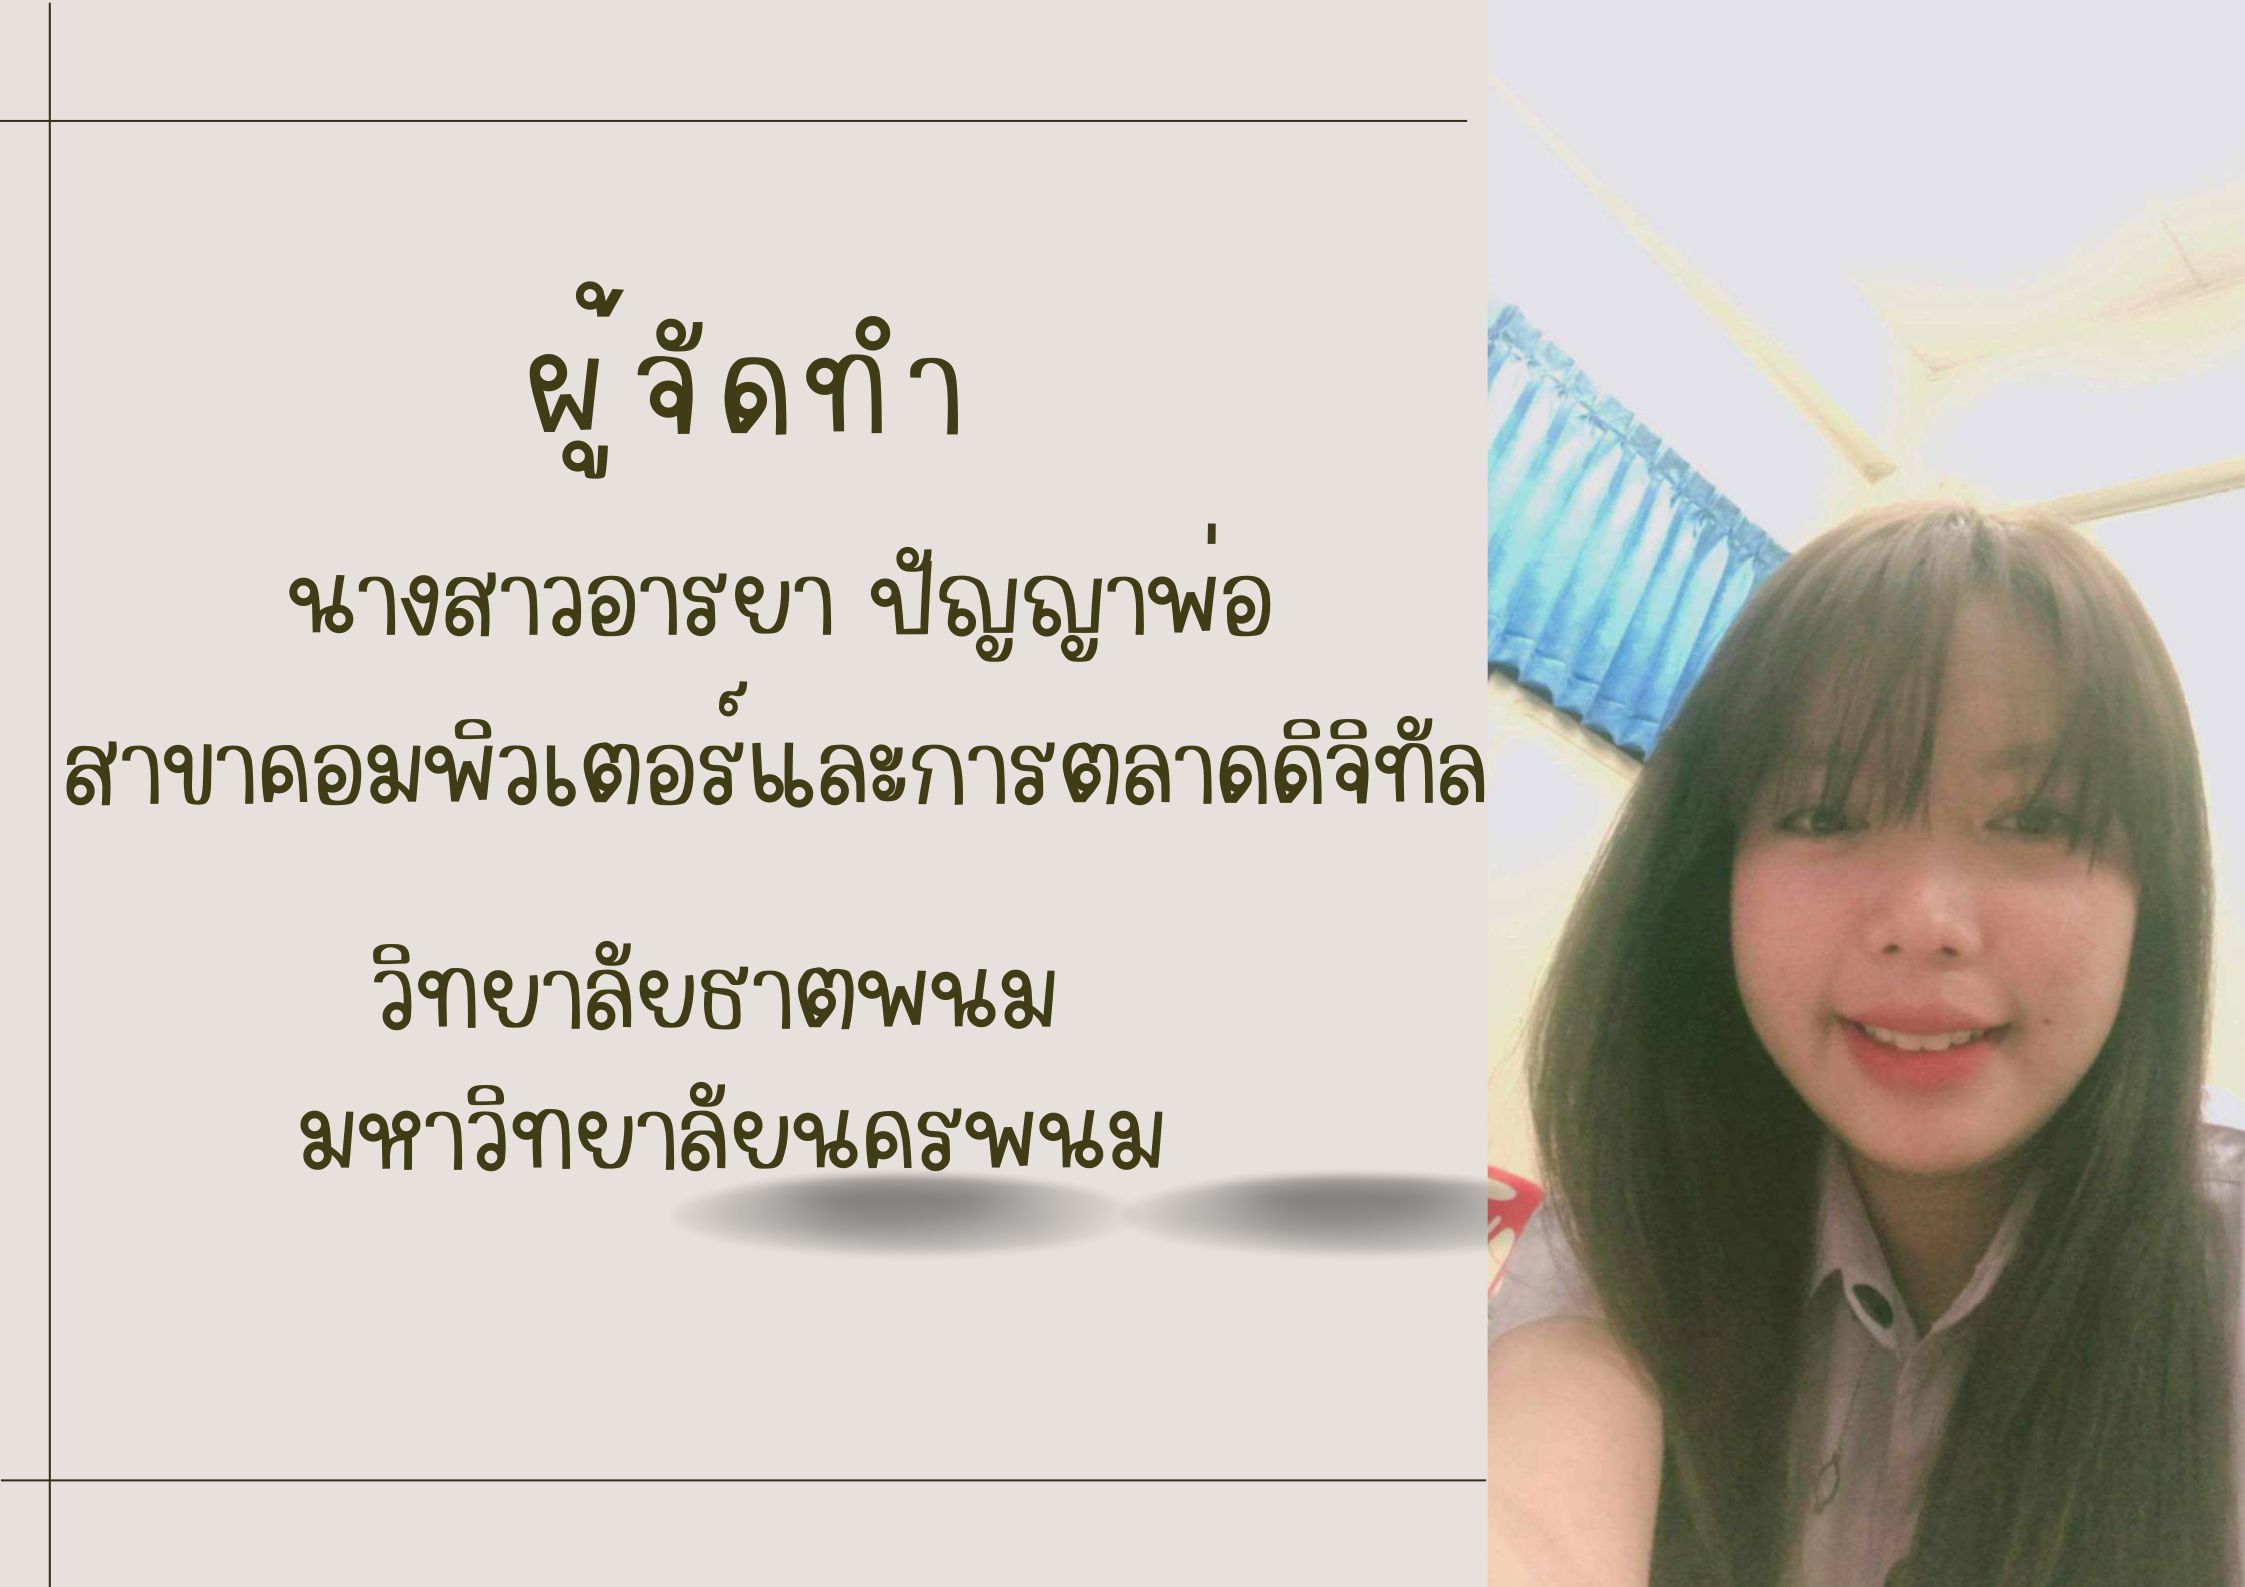 ผู้จัดทำ
นางสาวอารยา ปัญญาพ่อ
สาขาคอมพิวเตอร์และการตลาดดิจิทัล
วิทยาลัยธาตพนม
มหาวิทยาลัยนครพนม